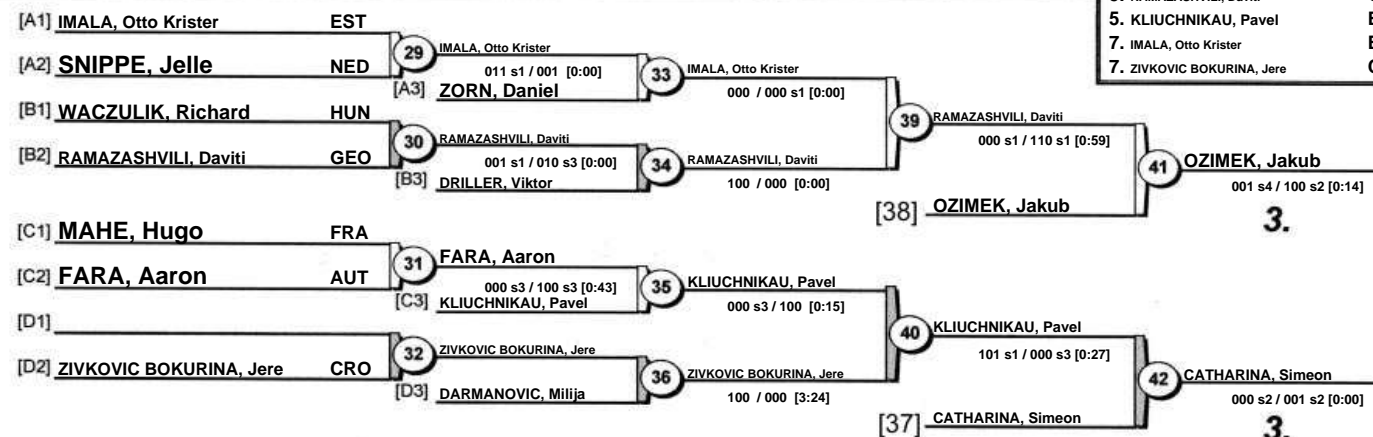 5. KLIUCHNIKAU, Pavel
7. IMALA, Otto Krister
7. ZIVKOVIC BOKURINA, Jere
[A1] IMALA, Otto Krister EST
[A2] SNIPPE, Jelle NED
29 IMALA, Otto Krister
011 s1 / 001 [0:00]
[A3] ZORN, Daniel
33 IMALA, Otto Krister
000 / 000 s1 [0:00]
[B1] WACZULIK, Richard HUN
[B2] RAMAZASHVILI, Daviti GEO
30 RAMAZASHVILI, Daviti
001 s1 / 010 s3 [0:00]
[B3] DRILLER, Viktor
34 RAMAZASHVILI, Daviti
100 / 000 [0:00]
39 RAMAZASHVILI, Daviti
000 s1 / 110 s1 [0:59]
[38] OZIMEK, Jakub
41 OZIMEK, Jakub
001 s4 / 100 s2 [0:14]
3.
[C1] MAHE, Hugo FRA
[C2] FARA, Aaron AUT
31 FARA, Aaron
000 s3 / 100 s3 [0:43]
[C3] KLIUCHNIKAU, Pavel
35 KLIUCHNIKAU, Pavel
000 s3 / 100 [0:15]
[D1]
[D2] ZIVKOVIC BOKURINA, Jere CRO
32 ZIVKOVIC BOKURINA, Jere
[D3] DARMANOVIC, Milija
36 ZIVKOVIC BOKURINA, Jere
100 / 000 [3:24]
40 KLIUCHNIKAU, Pavel
101 s1 / 000 s3 [0:27]
[37] CATHARINA, Simeon
42 CATHARINA, Simeon
000 s2 / 001 s2 [0:00]
3.